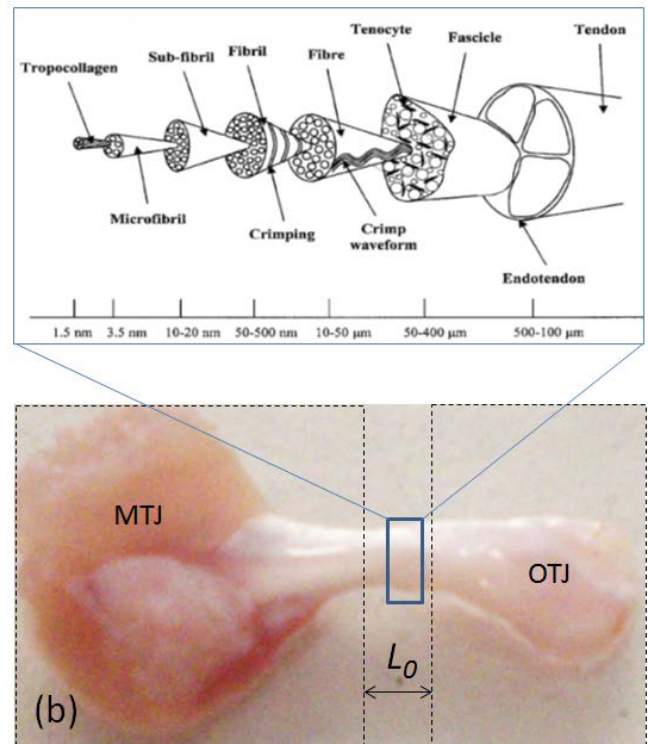 Tenocyte
Fascicle
Tendon
Tropocollagen
Sub-fibril
Fibril
Fibre
Microfibril
Crimping
Crimp
waveform
Endotendon
1.5 nm
3.5 nm
10-20 nm
50-500 nm
10-50 µm
50-400 µm
500-100 µm
MTJ
OTJ
L0
(b)